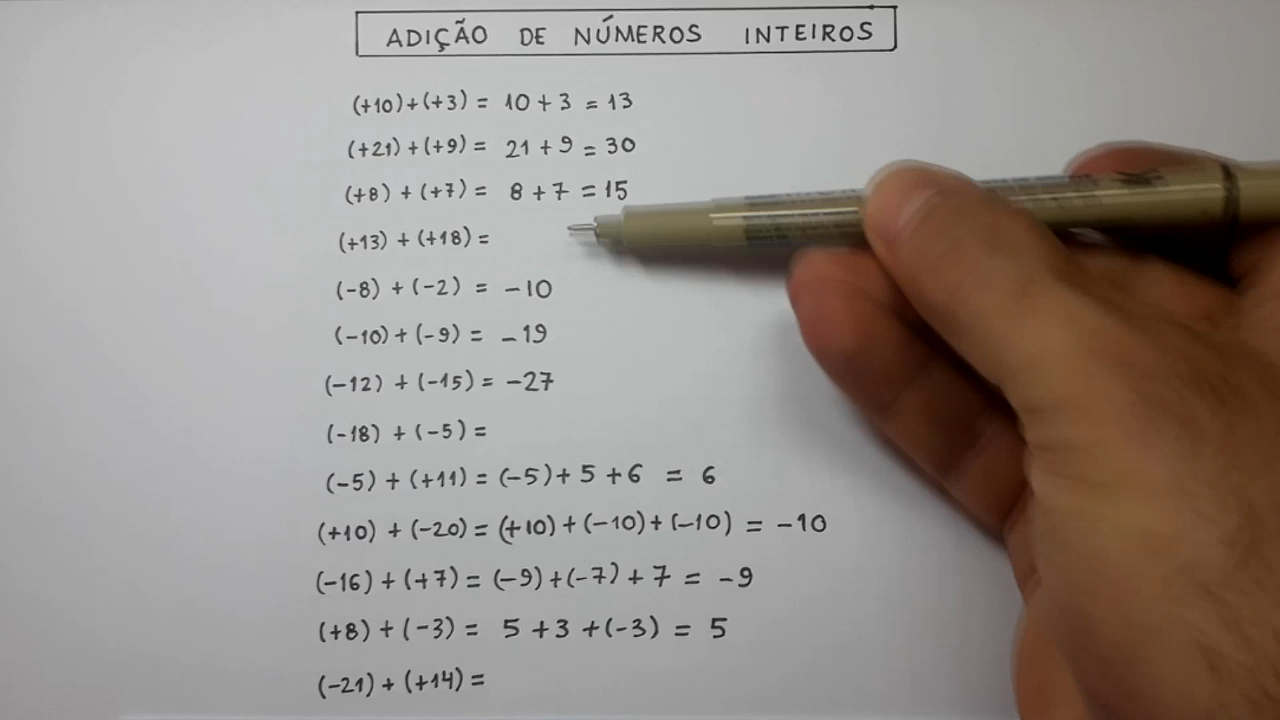 ADIÇÃO DE NÚMEROS INTEIROS
(+10)+(+3) = 10 + 3 = 13
(+21) + (+9) = 21 + 9 = 30
(+8) + (+7) = 8 + 7 = 15
(+13) + (+18) =
(-8) + (-2) = -10
(-10) + (-9) = -19
(-12) + (-15) = -27
(-18) + (-5) =
(-5) + (+11) = (-5) + 5 + 6 = 6
(+10) + (-20) = (+10) + (-10) + (-10) = -10
(-16) + (+7) = (-9) + (-7) + 7 = -9
(+8) + (-3) = 5 + 3 + (-3) = 5
(-21) + (+14) =